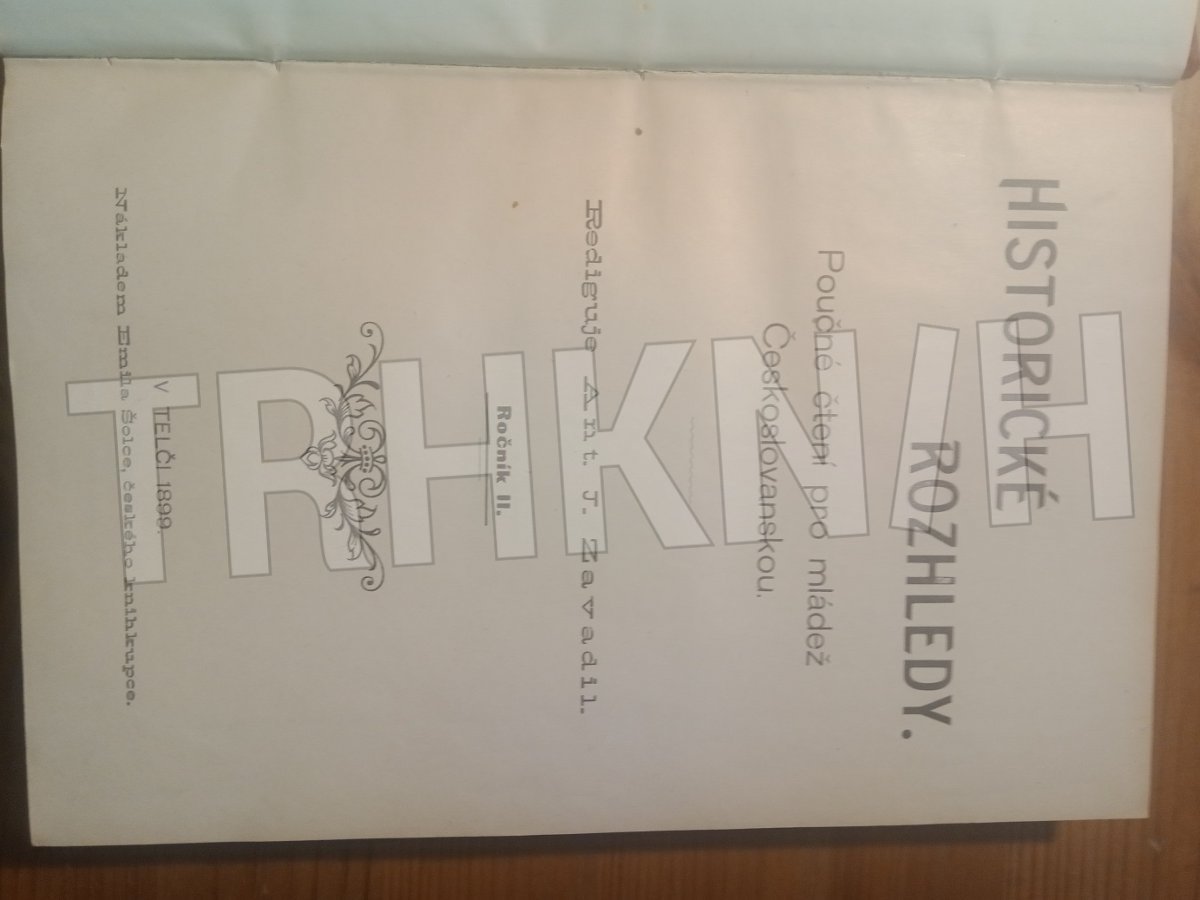 HISTORICKÉ
ROZHLEDY.
Poučné čtení pro mládež
Českoslovanskou.
Rediguje Ant. J. Zavadil.
Ročník II.
V TELČI 1899.
Nákladem Emila Šolce, českého knihkupce.
TRHKNIH